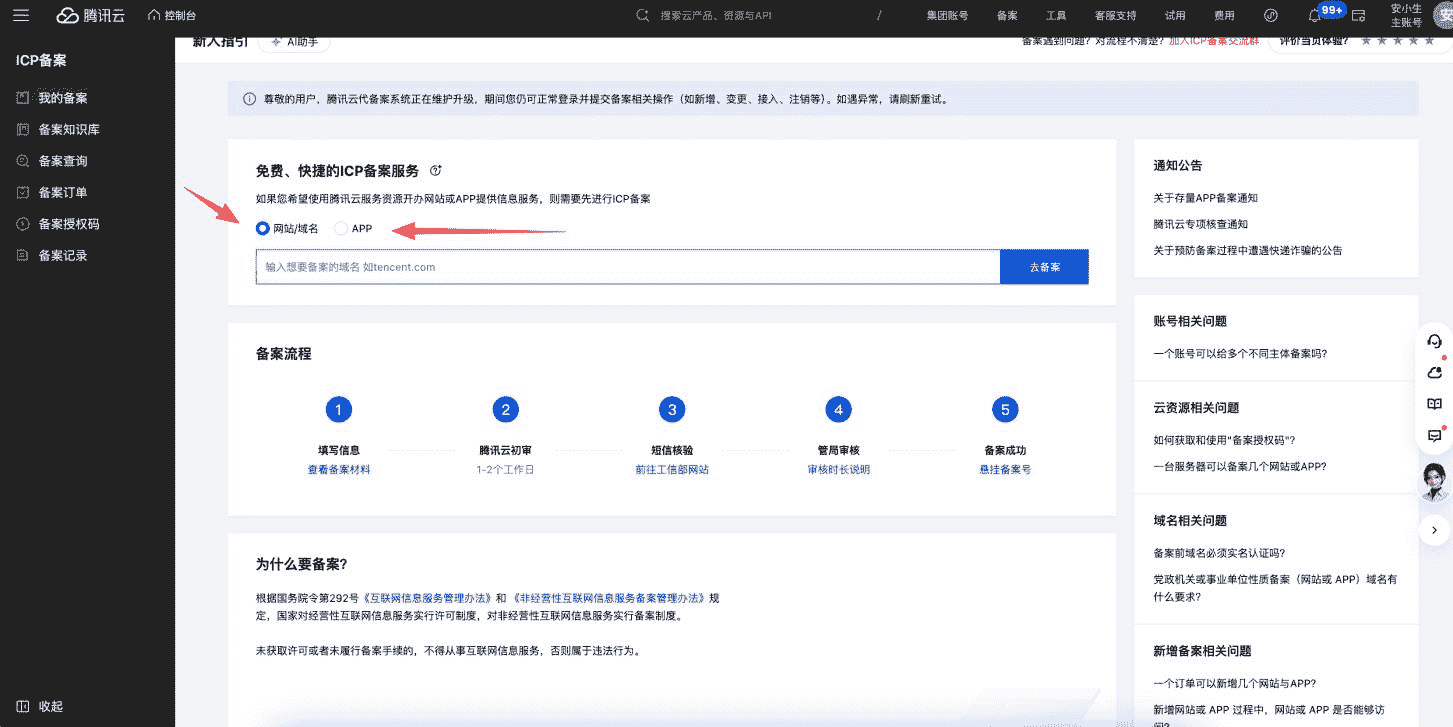 腾讯云
控制台
搜索云产品、资源与API
/
集团账号
备案
工具
客服支持
试用
费用
99+
安小生
主账号
ICP备案
我的备案
备案知识库
备案查询
备案订单
备案授权码
备案记录
收起
新人指引
AI助手
备案遇到问题？对流程不清楚？加入ICP备案交流群
评价当页体验？
尊敬的用户，腾讯云代备案系统正在维护升级，期间您仍可正常登录并提交备案相关操作（如新增、变更、接入、注销等）。如遇异常，请刷新重试。
免费、快捷的ICP备案服务
如果您希望使用腾讯云服务资源开办网站或APP提供信息服务，则需要先进行ICP备案
网站/域名
APP
输入想要备案的域名 如tencent.com
去备案
备案流程
1
2
3
4
5
填写信息
腾讯云初审
短信核验
管局审核
备案成功
查看备案材料
1-2个工作日
前往工信部网站
审核时长说明
悬挂备案号
为什么要备案?
根据国务院令第292号《互联网信息服务管理办法》和 《非经营性互联网信息服务备案管理办法》规
定，国家对经营性互联网信息服务实行许可制度，对非经营性互联网信息服务实行备案制度。
未获取许可或者未履行备案手续的，不得从事互联网信息服务，否则属于违法行为。
通知公告
关于存量APP备案通知
腾讯云专项核查通知
关于预防备案过程中遭遇快递诈骗的公告
账号相关问题
一个账号可以给多个不同主体备案吗?
云资源相关问题
如何获取和使用"备案授权码"?
一台服务器可以备案几个网站或APP?
域名相关问题
备案前域名必须实名认证吗?
党政机关或事业单位性质备案（网站或 APP）域名有
什么要求?
新增备案相关问题
一个订单可以新增几个网站与APP?
新增网站或 APP 过程中，网站或 APP 是否能够访
问?